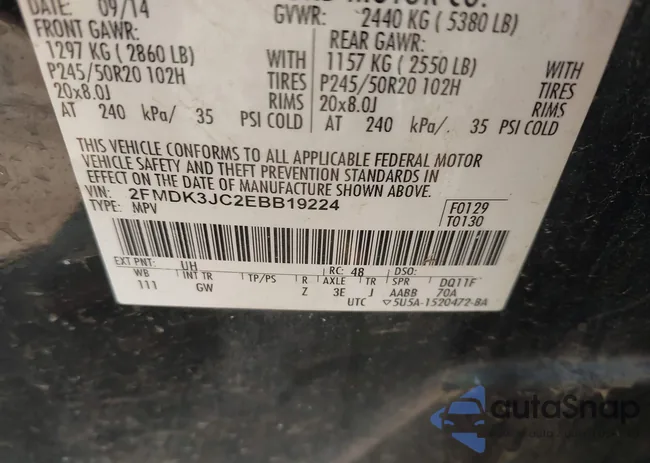 DATE: 09/14
MOTOR CO.
GVWR: 2440 KG ( 5380 LB)
FRONT GAWR:
1297 KG ( 2860 LB)
WITH
P245/50R20 102H
TIRES
20x8.0J
RIMS
AT 240 kPa/ 35 PSI COLD
REAR GAWR:
1157 KG ( 2550 LB)
WITH
P245/50R20 102H
TIRES
20x8.0J
RIMS
AT 240 kPa/. 35 PSI COLD
THIS VEHICLE CONFORMS TO ALL APPLICABLE FEDERAL MOTOR
VEHICLE SAFETY AND THEFT PREVENTION STANDARDS IN
EFFECT ON THE DATE OF MANUFACTURE SHOWN ABOVE.
VIN: 2FMDK3JC2EBB19224
TYPE: MPV
F0129
T0130
EXT PNT: UH RC: 48 DSO:
WB INT TR TP/PS R AXLE TR SPR DQ11F
111 GW Z 3E J AABB 70A
UTC ▽5U5A-1520472-BA
autoSnap